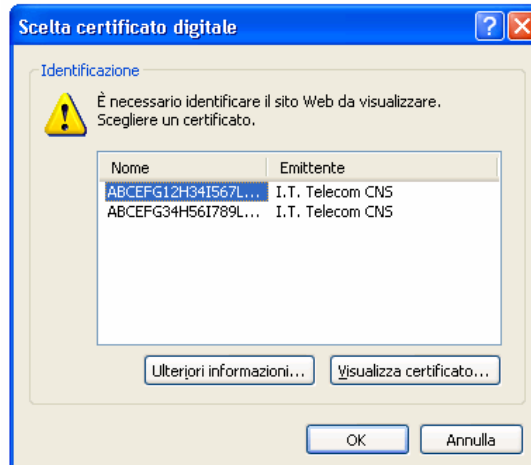 Scelta certificato digitale
Identificazione
È necessario identificare il sito Web da visualizzare.
Scegliere un certificato.
Nome Emittente
ABCEFG12H34I567L... I.T. Telecom CNS
ABCEFG34H56I789L... I.T. Telecom CNS
Ulteriori informazioni... Visualizza certificato...
OK Annulla